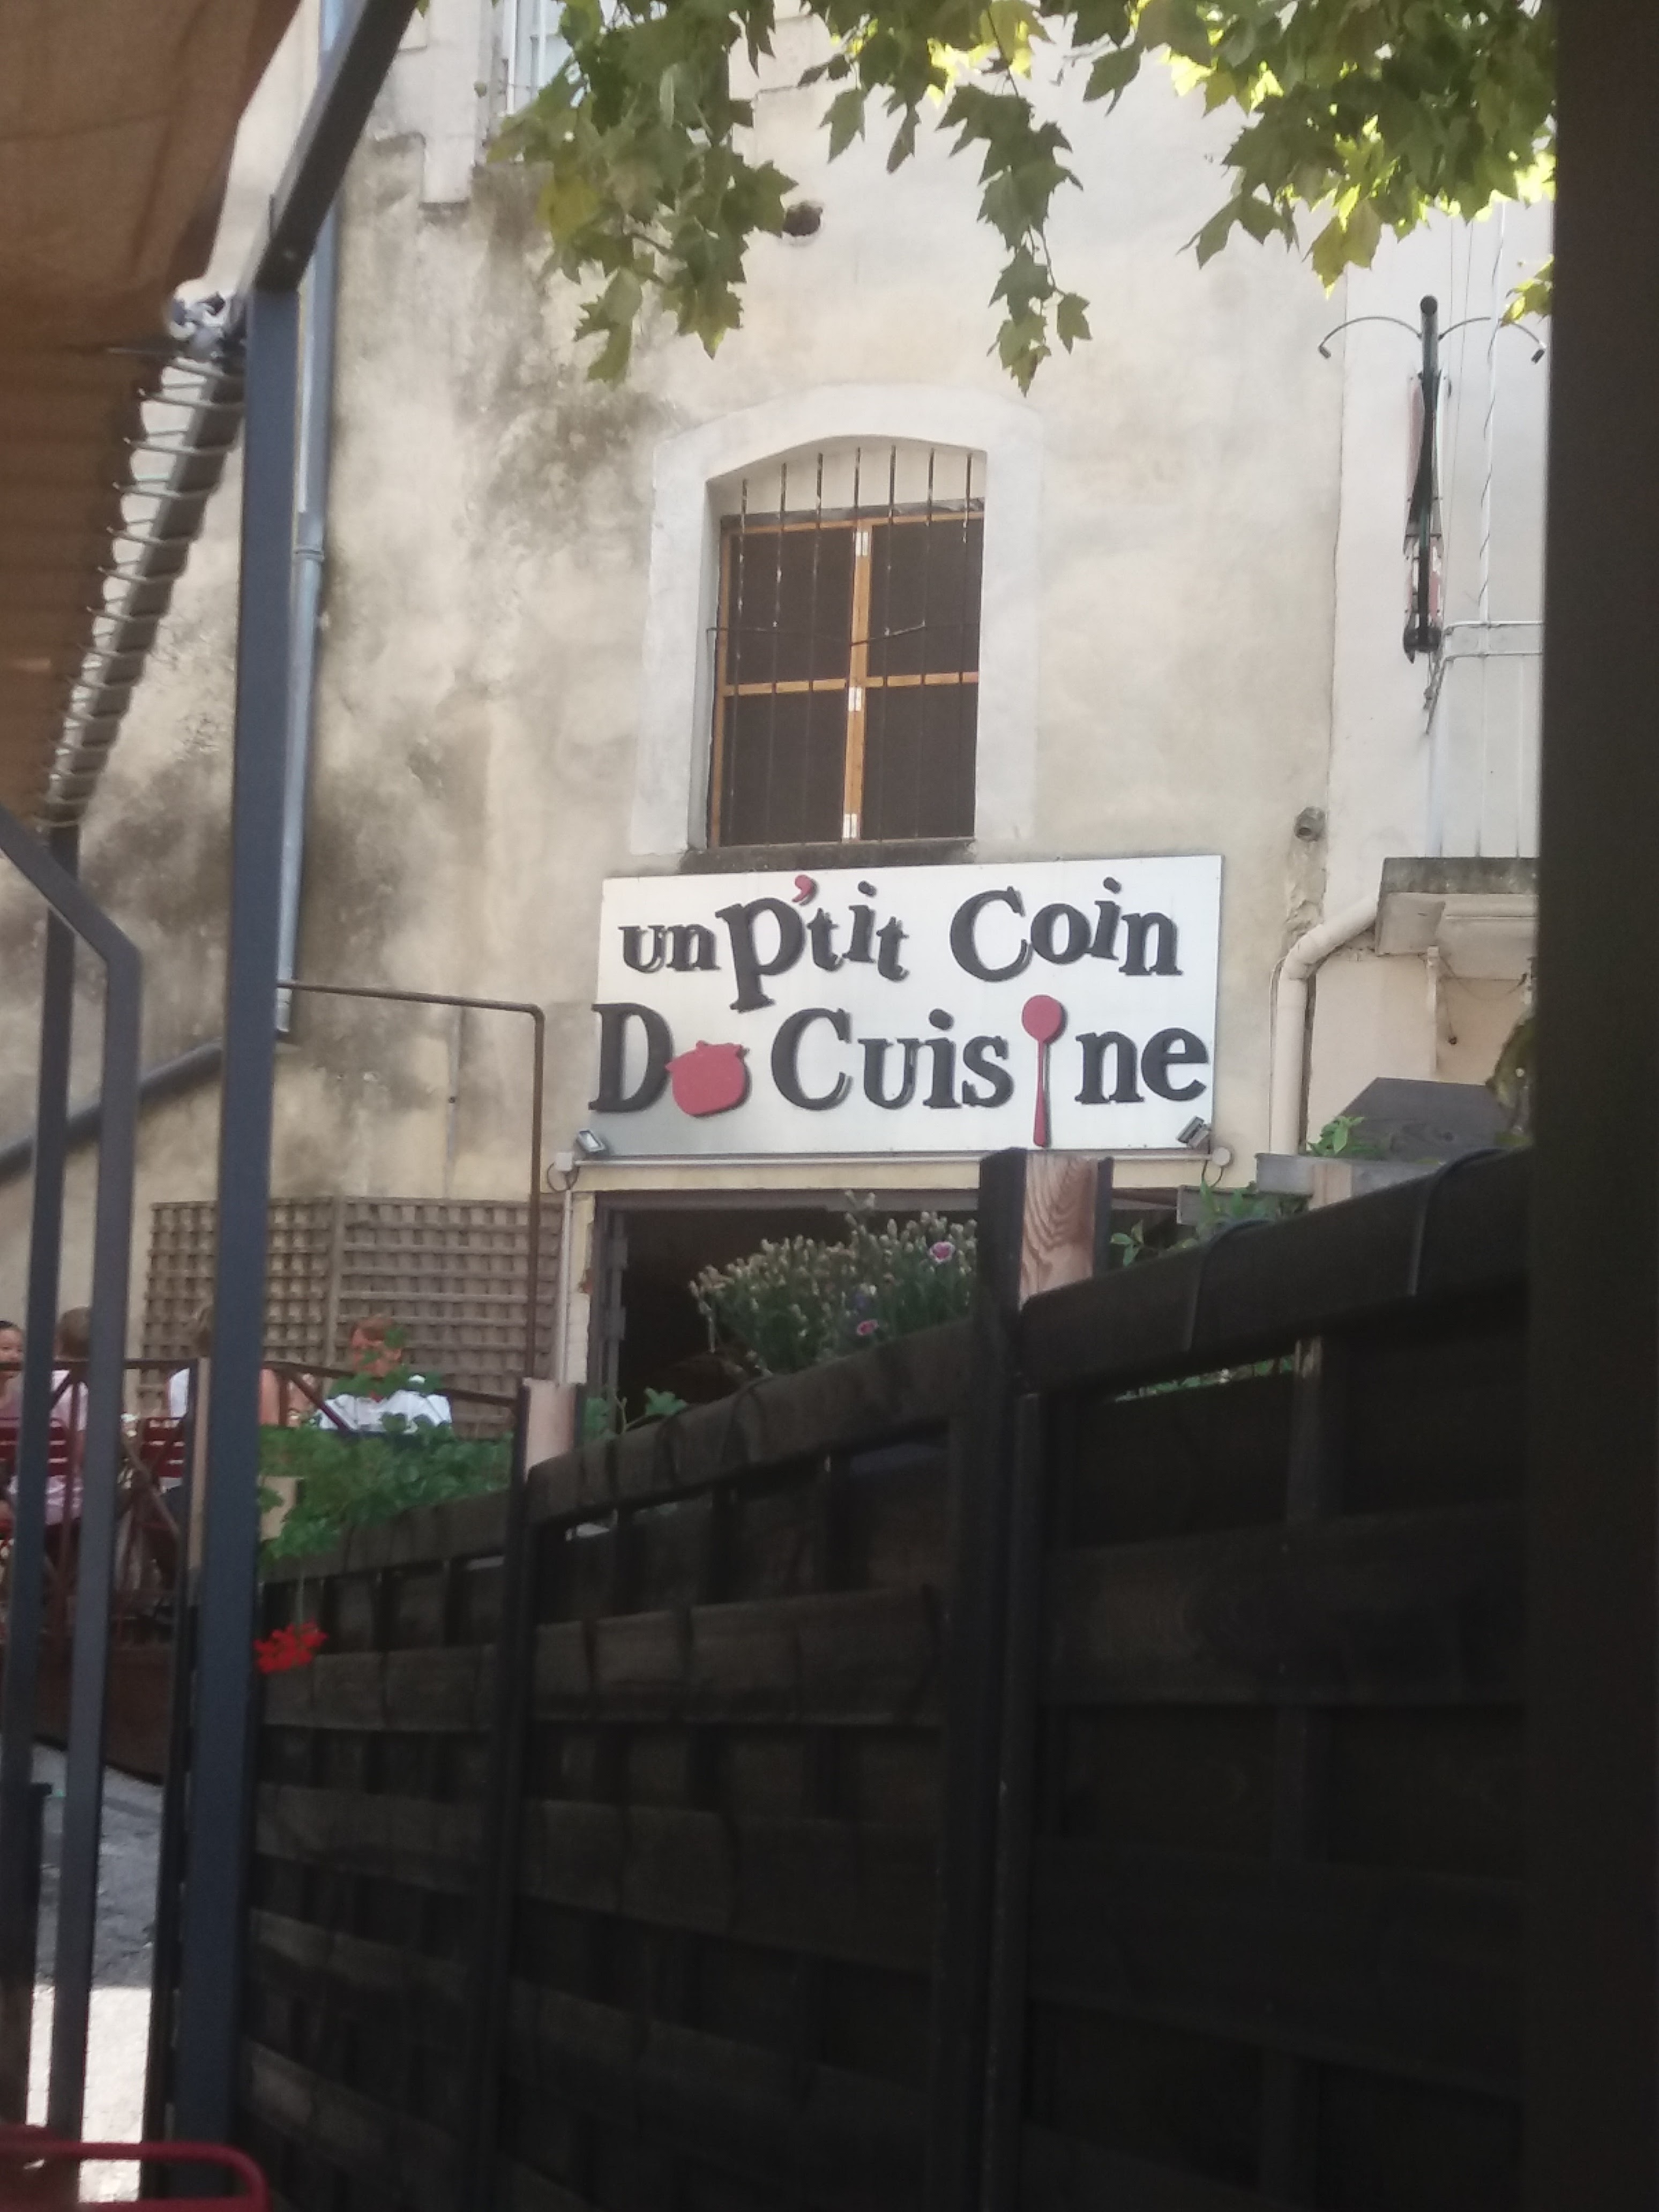 un p'tit Coin
De Cuisine